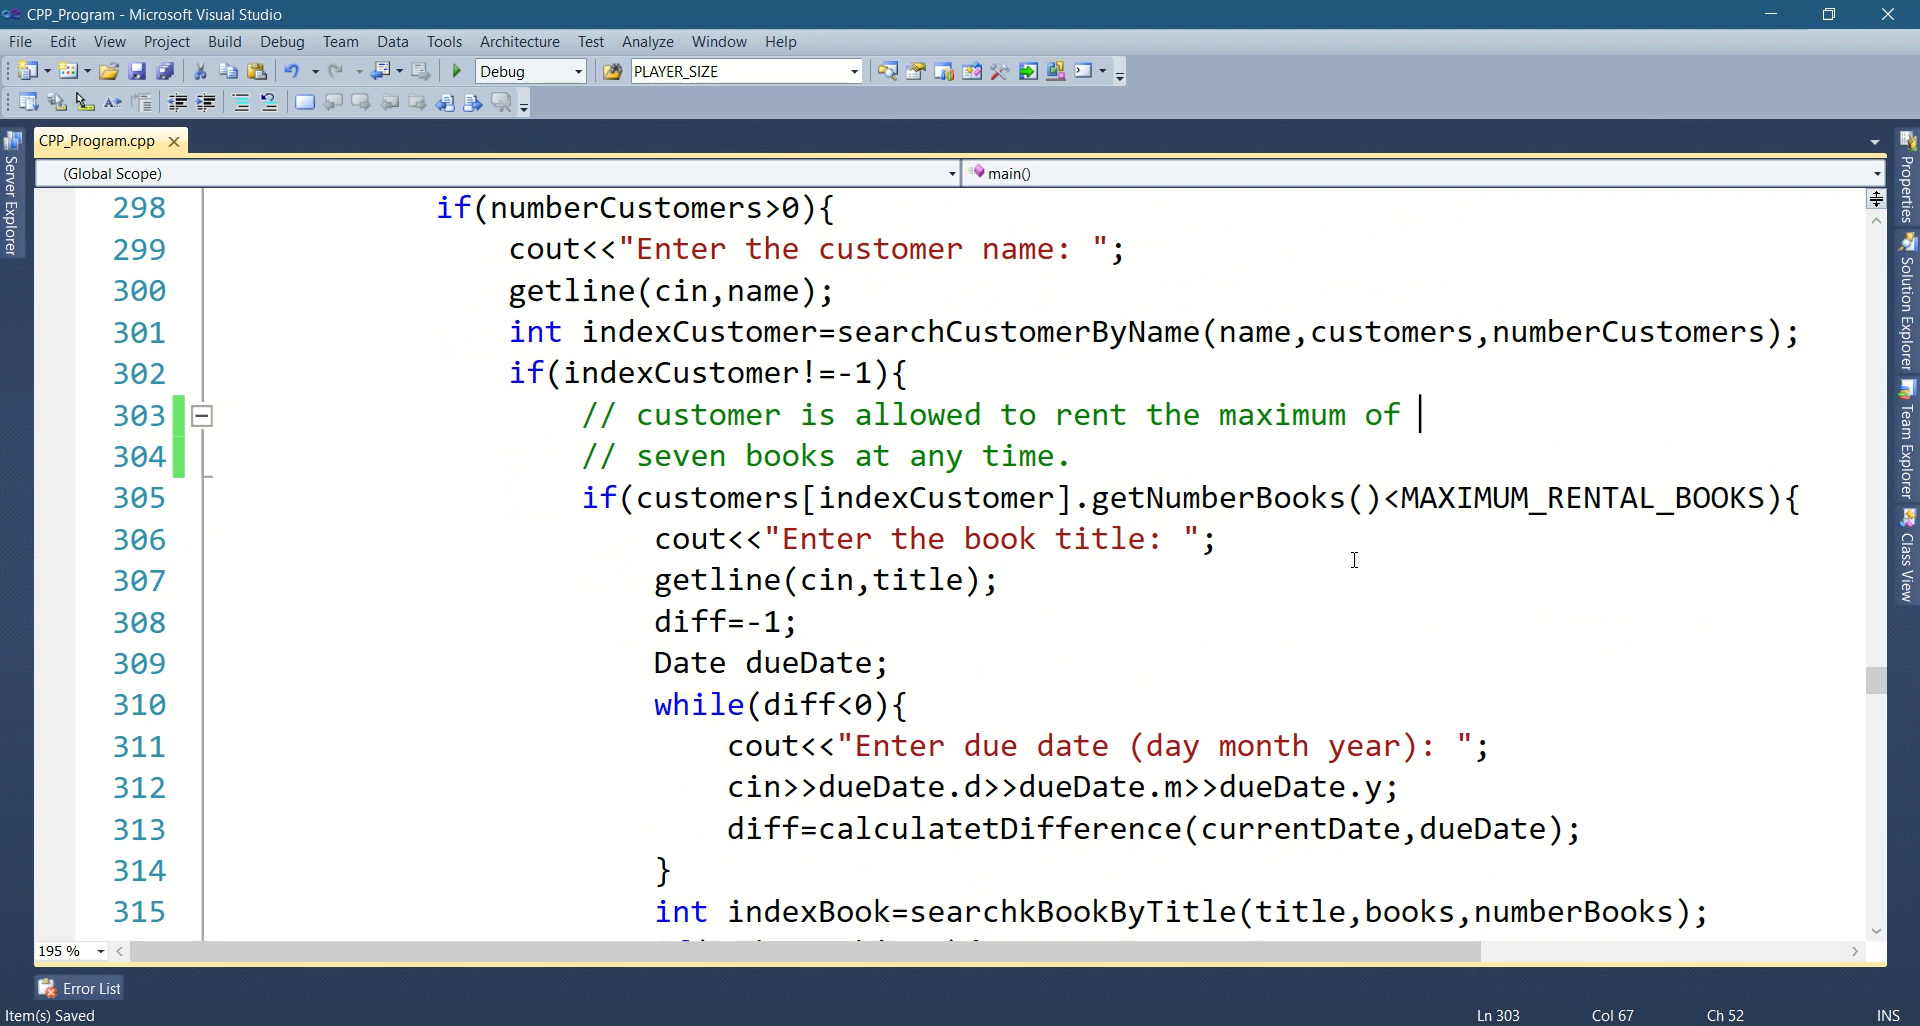 CPP_Program - Microsoft Visual Studio
File Edit View Project Build Debug Team Data Tools Architecture Test Analyze Window Help
Debug PLAYER_SIZE
CPP_Program.cpp
(Global Scope) main()
Server Explorer
298 if(numberCustomers>0){
299 cout<<"Enter the customer name: ";
300 getline(cin,name);
301 int indexCustomer=searchCustomerByName(name,customers,numberCustomers);
302 if(indexCustomer!=-1){
303 // customer is allowed to rent the maximum of
304 // seven books at any time.
305 if(customers[indexCustomer].getNumberBooks()<MAXIMUM_RENTAL_BOOKS){
306 cout<<"Enter the book title: ";
307 getline(cin,title);
308 diff=-1;
309 Date dueDate;
310 while(diff<0){
311 cout<<"Enter due date (day month year): ";
312 cin>>dueDate.d>>dueDate.m>>dueDate.y;
313 diff=calculatetDifference(currentDate,dueDate);
314 }
315 int indexBook=searchkBookByTitle(title,books,numberBooks);
Properties
Solution Explorer
Team Explorer
Class View
195 %
Error List
Item(s) Saved Ln 303 Col 67 Ch 52 INS